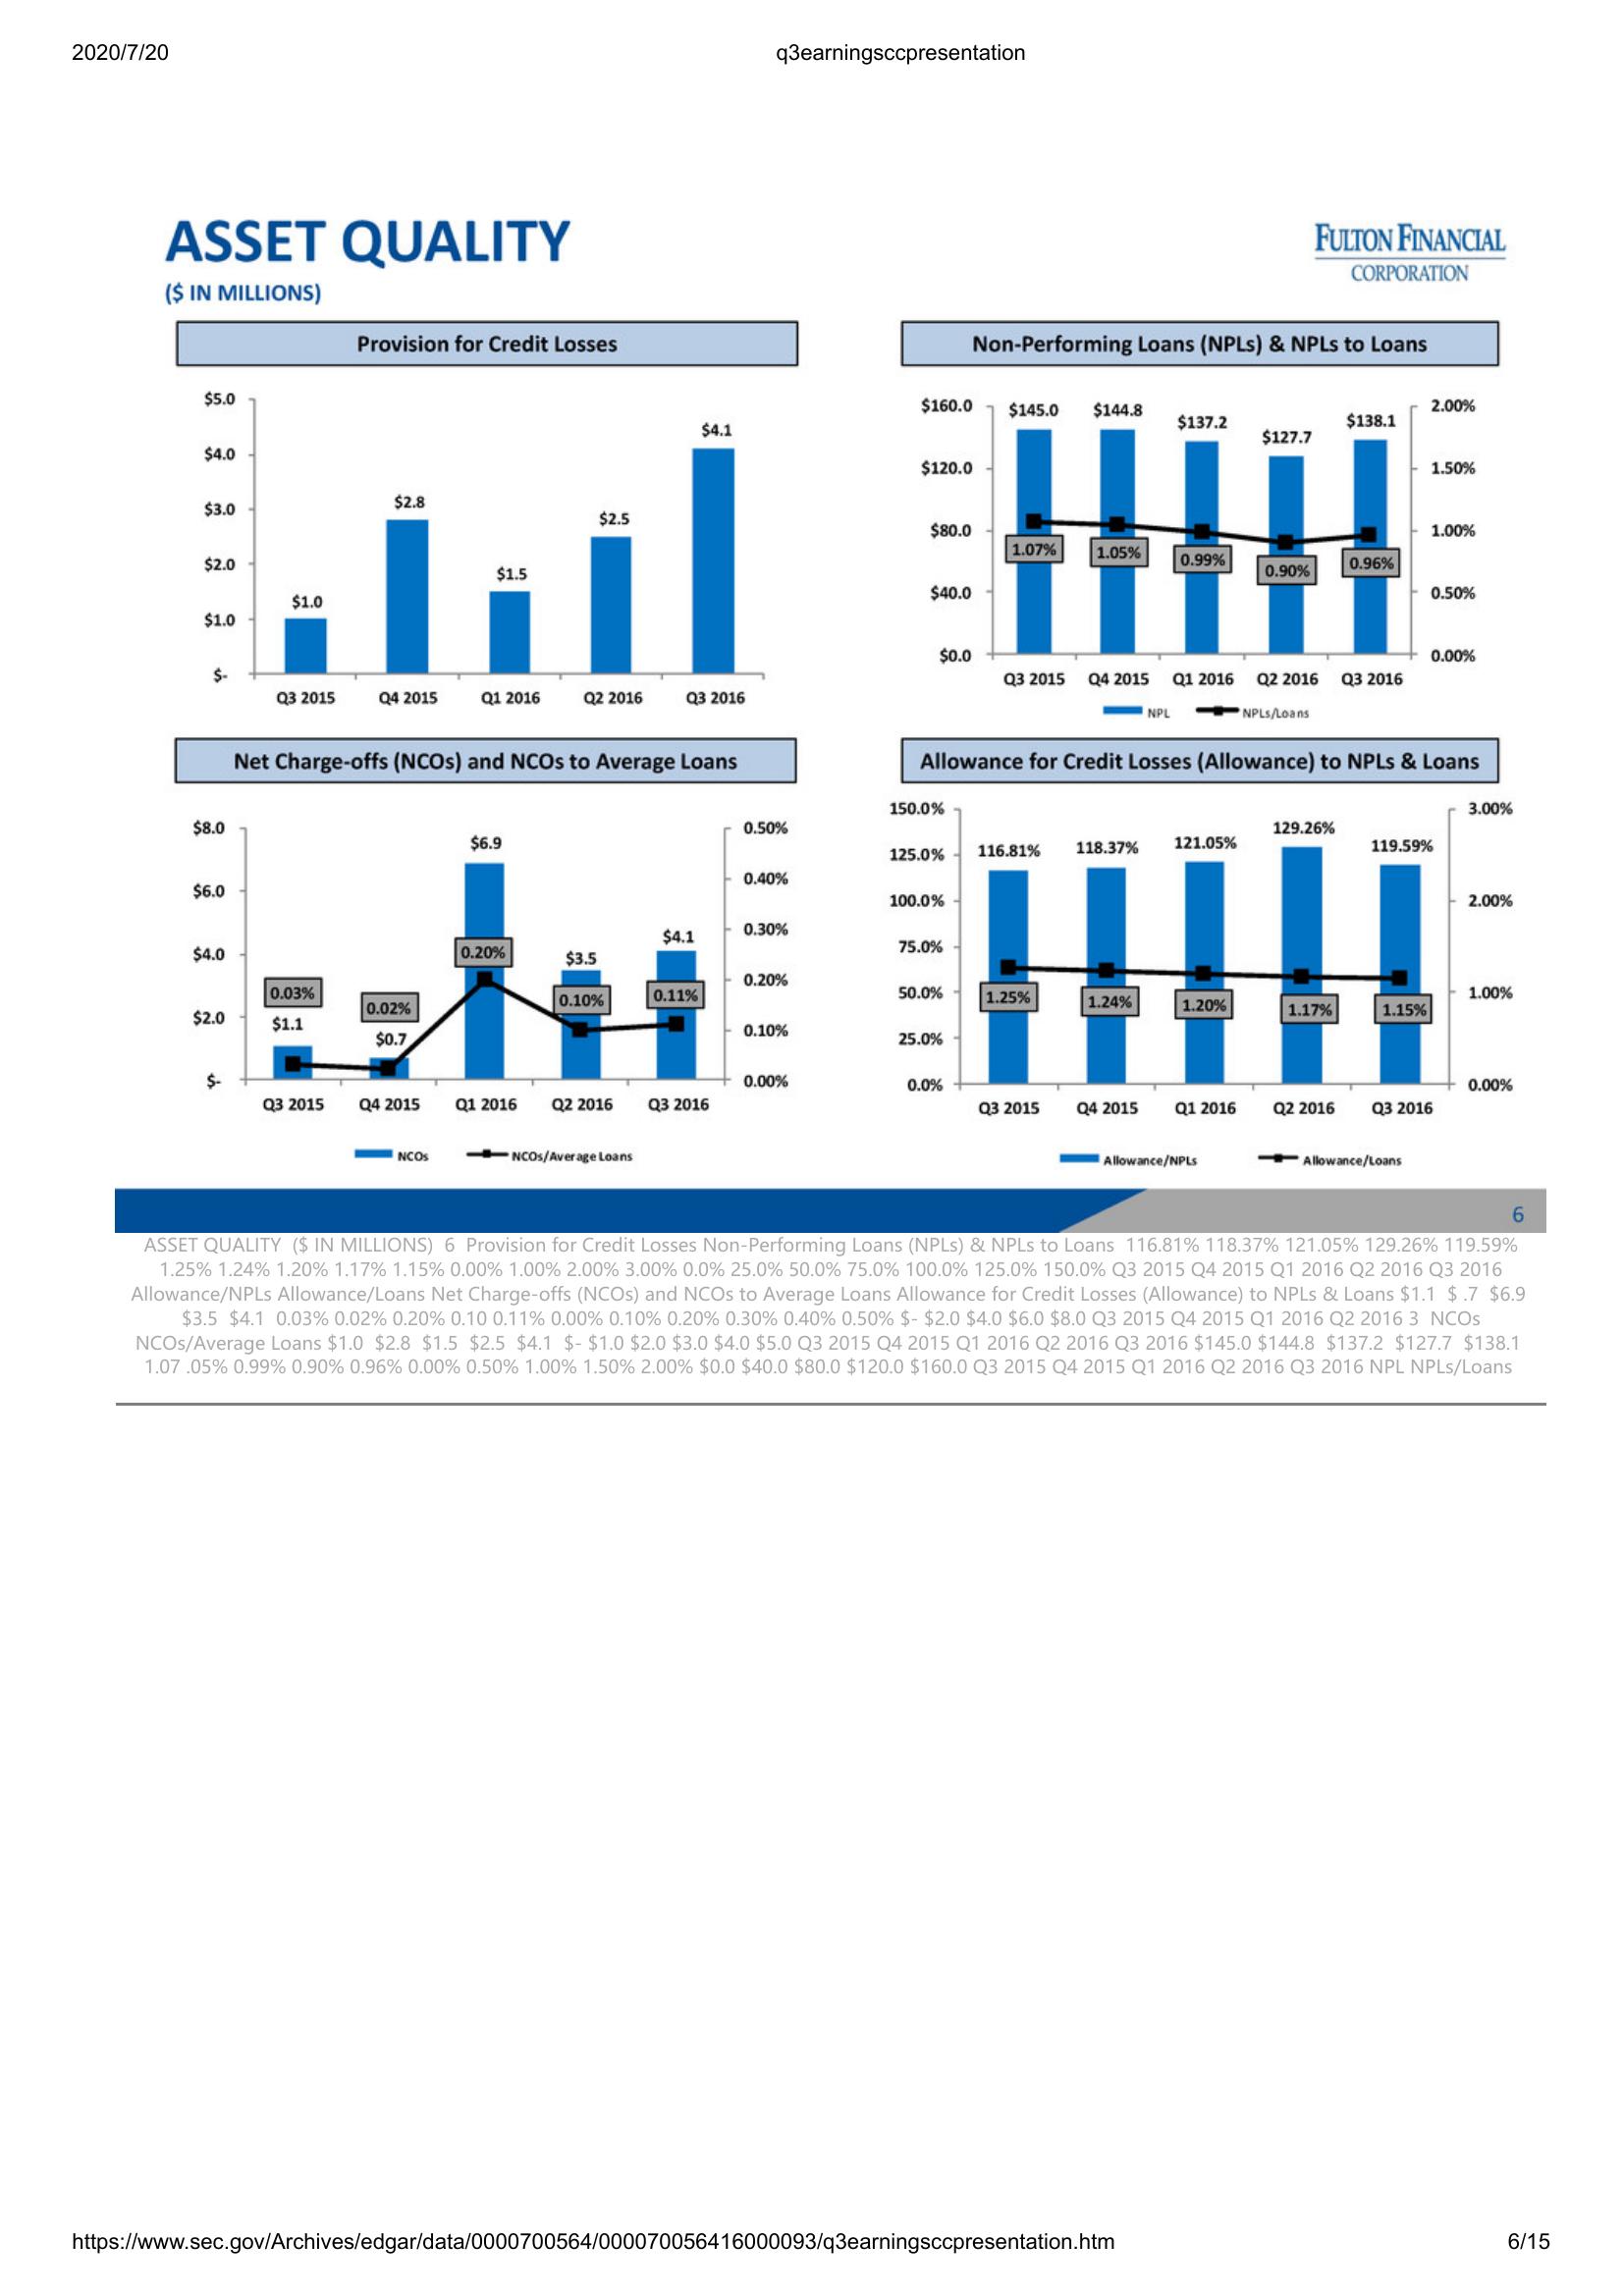 2020/7/20
q3earningsccpresentation
ASSET QUALITY
($ IN MILLIONS)
FULTON FINANCIAL
CORPORATION
Provision for Credit Losses
$5.0
$4.0
$3.0
$2.0
$1.0
$-
$1.0
$2.8
$1.5
$2.5
$4.1
Q3 2015 Q4 2015 Q1 2016 Q2 2016 Q3 2016
Non-Performing Loans (NPLs) & NPLs to Loans
$160.0
$120.0
$80.0
$40.0
$0.0
$145.0 $144.8 $137.2 $127.7 $138.1
1.07% 1.05% 0.99% 0.90% 0.96%
2.00%
1.50%
1.00%
0.50%
0.00%
Q3 2015 Q4 2015 Q1 2016 Q2 2016 Q3 2016
NPL NPLs/Loans
Net Charge-offs (NCOs) and NCOs to Average Loans
$8.0
$6.0
$4.0
$2.0
$-
$1.1 $0.7 $6.9 $3.5 $4.1
0.03% 0.02% 0.20% 0.10% 0.11%
0.50%
0.40%
0.30%
0.20%
0.10%
0.00%
Q3 2015 Q4 2015 Q1 2016 Q2 2016 Q3 2016
NCOs NCOs/Average Loans
Allowance for Credit Losses (Allowance) to NPLs & Loans
150.0%
125.0%
100.0%
75.0%
50.0%
25.0%
0.0%
116.81% 118.37% 121.05% 129.26% 119.59%
1.25% 1.24% 1.20% 1.17% 1.15%
3.00%
2.00%
1.00%
0.00%
Q3 2015 Q4 2015 Q1 2016 Q2 2016 Q3 2016
Allowance/NPLs Allowance/Loans
6
ASSET QUALITY ($ IN MILLIONS) 6 Provision for Credit Losses Non-Performing Loans (NPLs) & NPLs to Loans 116.81% 118.37% 121.05% 129.26% 119.59%
1.25% 1.24% 1.20% 1.17% 1.15% 0.00% 1.00% 2.00% 3.00% 0.0% 25.0% 50.0% 75.0% 100.0% 125.0% 150.0% Q3 2015 Q4 2015 Q1 2016 Q2 2016 Q3 2016
Allowance/NPLs Allowance/Loans Net Charge-offs (NCOs) and NCOs to Average Loans Allowance for Credit Losses (Allowance) to NPLs & Loans $1.1 $ .7 $6.9
$3.5 $4.1 0.03% 0.02% 0.20% 0.10 0.11% 0.00% 0.10% 0.20% 0.30% 0.40% 0.50% $- $2.0 $4.0 $6.0 $8.0 Q3 2015 Q4 2015 Q1 2016 Q2 2016 3 NCOs
NCOs/Average Loans $1.0 $2.8 $1.5 $2.5 $4.1 $- $1.0 $2.0 $3.0 $4.0 $5.0 Q3 2015 Q4 2015 Q1 2016 Q2 2016 Q3 2016 $145.0 $144.8 $137.2 $127.7 $138.1
1.07 .05% 0.99% 0.90% 0.96% 0.00% 0.50% 1.00% 1.50% 2.00% $0.0 $40.0 $80.0 $120.0 $160.0 Q3 2015 Q4 2015 Q1 2016 Q2 2016 Q3 2016 NPL NPLs/Loans
https://www.sec.gov/Archives/edgar/data/0000700564/000070056416000093/q3earningsccpresentation.htm
6/15